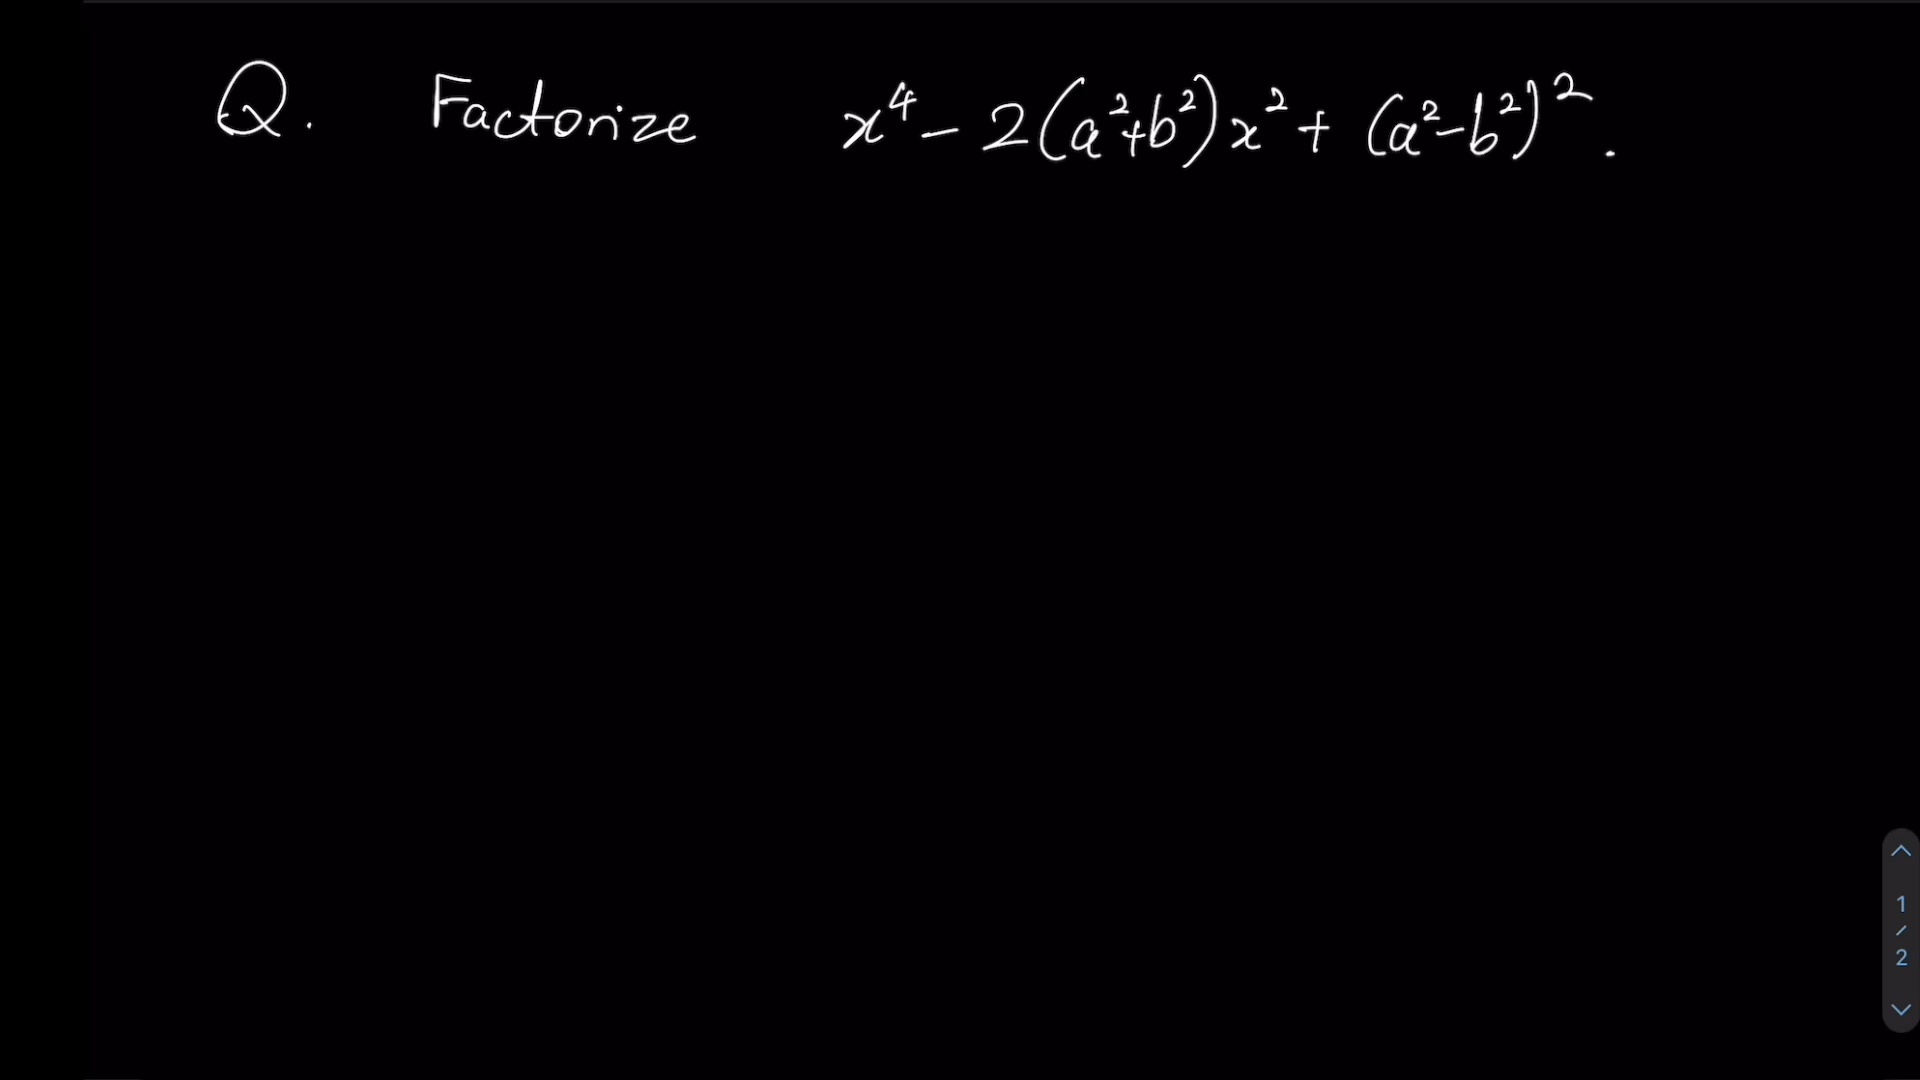 Q. Factorize x⁴ - 2(a²+b²)x² + (a²-b²)².
1
/
2